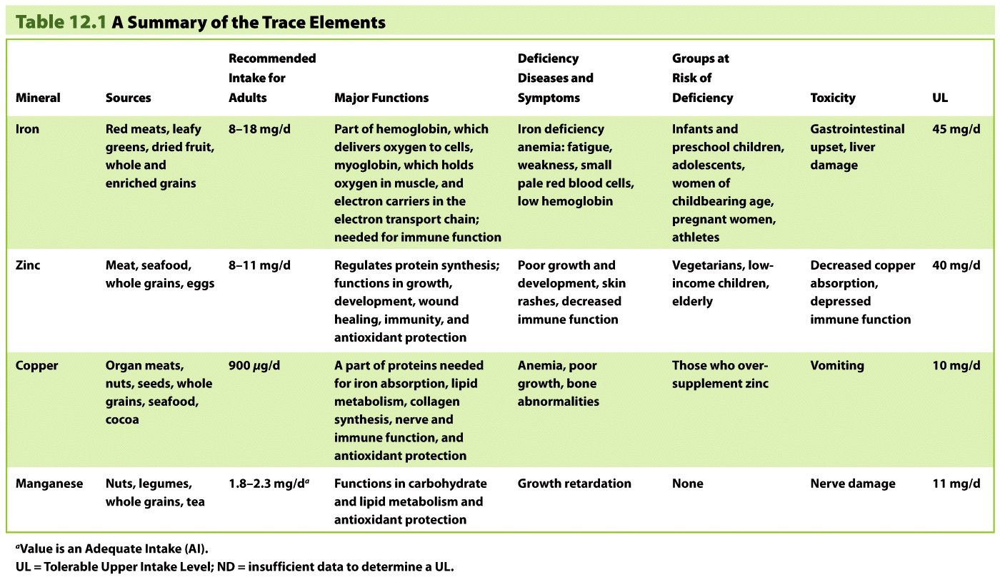 Table 12.1 A Summary of the Trace Elements
Mineral
Sources
Recommended
Intake for
Adults
Major Functions
Deficiency
Diseases and
Symptoms
Groups at
Risk of
Deficiency
Toxicity
UL
Iron
Red meats, leafy
greens, dried fruit,
whole and
enriched grains
8–18 mg/d
Part of hemoglobin, which
delivers oxygen to cells,
myoglobin, which holds
oxygen in muscle, and
electron carriers in the
electron transport chain;
needed for immune function
Iron deficiency
anemia: fatigue,
weakness, small
pale red blood cells,
low hemoglobin
Infants and
preschool children,
adolescents,
women of
childbearing age,
pregnant women,
athletes
Gastrointestinal
upset, liver
damage
45 mg/d
Zinc
Meat, seafood,
whole grains, eggs
8–11 mg/d
Regulates protein synthesis;
functions in growth,
development, wound
healing, immunity, and
antioxidant protection
Poor growth and
development, skin
rashes, decreased
immune function
Vegetarians, low-
income children,
elderly
Decreased copper
absorption,
depressed
immune function
40 mg/d
Copper
Organ meats,
nuts, seeds, whole
grains, seafood,
cocoa
900 µg/d
A part of proteins needed
for iron absorption, lipid
metabolism, collagen
synthesis, nerve and
immune function, and
antioxidant protection
Anemia, poor
growth, bone
abnormalities
Those who over-
supplement zinc
Vomiting
10 mg/d
Manganese
Nuts, legumes,
whole grains, tea
1.8–2.3 mg/dᵃ
Functions in carbohydrate
and lipid metabolism and
antioxidant protection
Growth retardation
None
Nerve damage
11 mg/d
ᵃValue is an Adequate Intake (AI).
UL = Tolerable Upper Intake Level; ND = insufficient data to determine a UL.